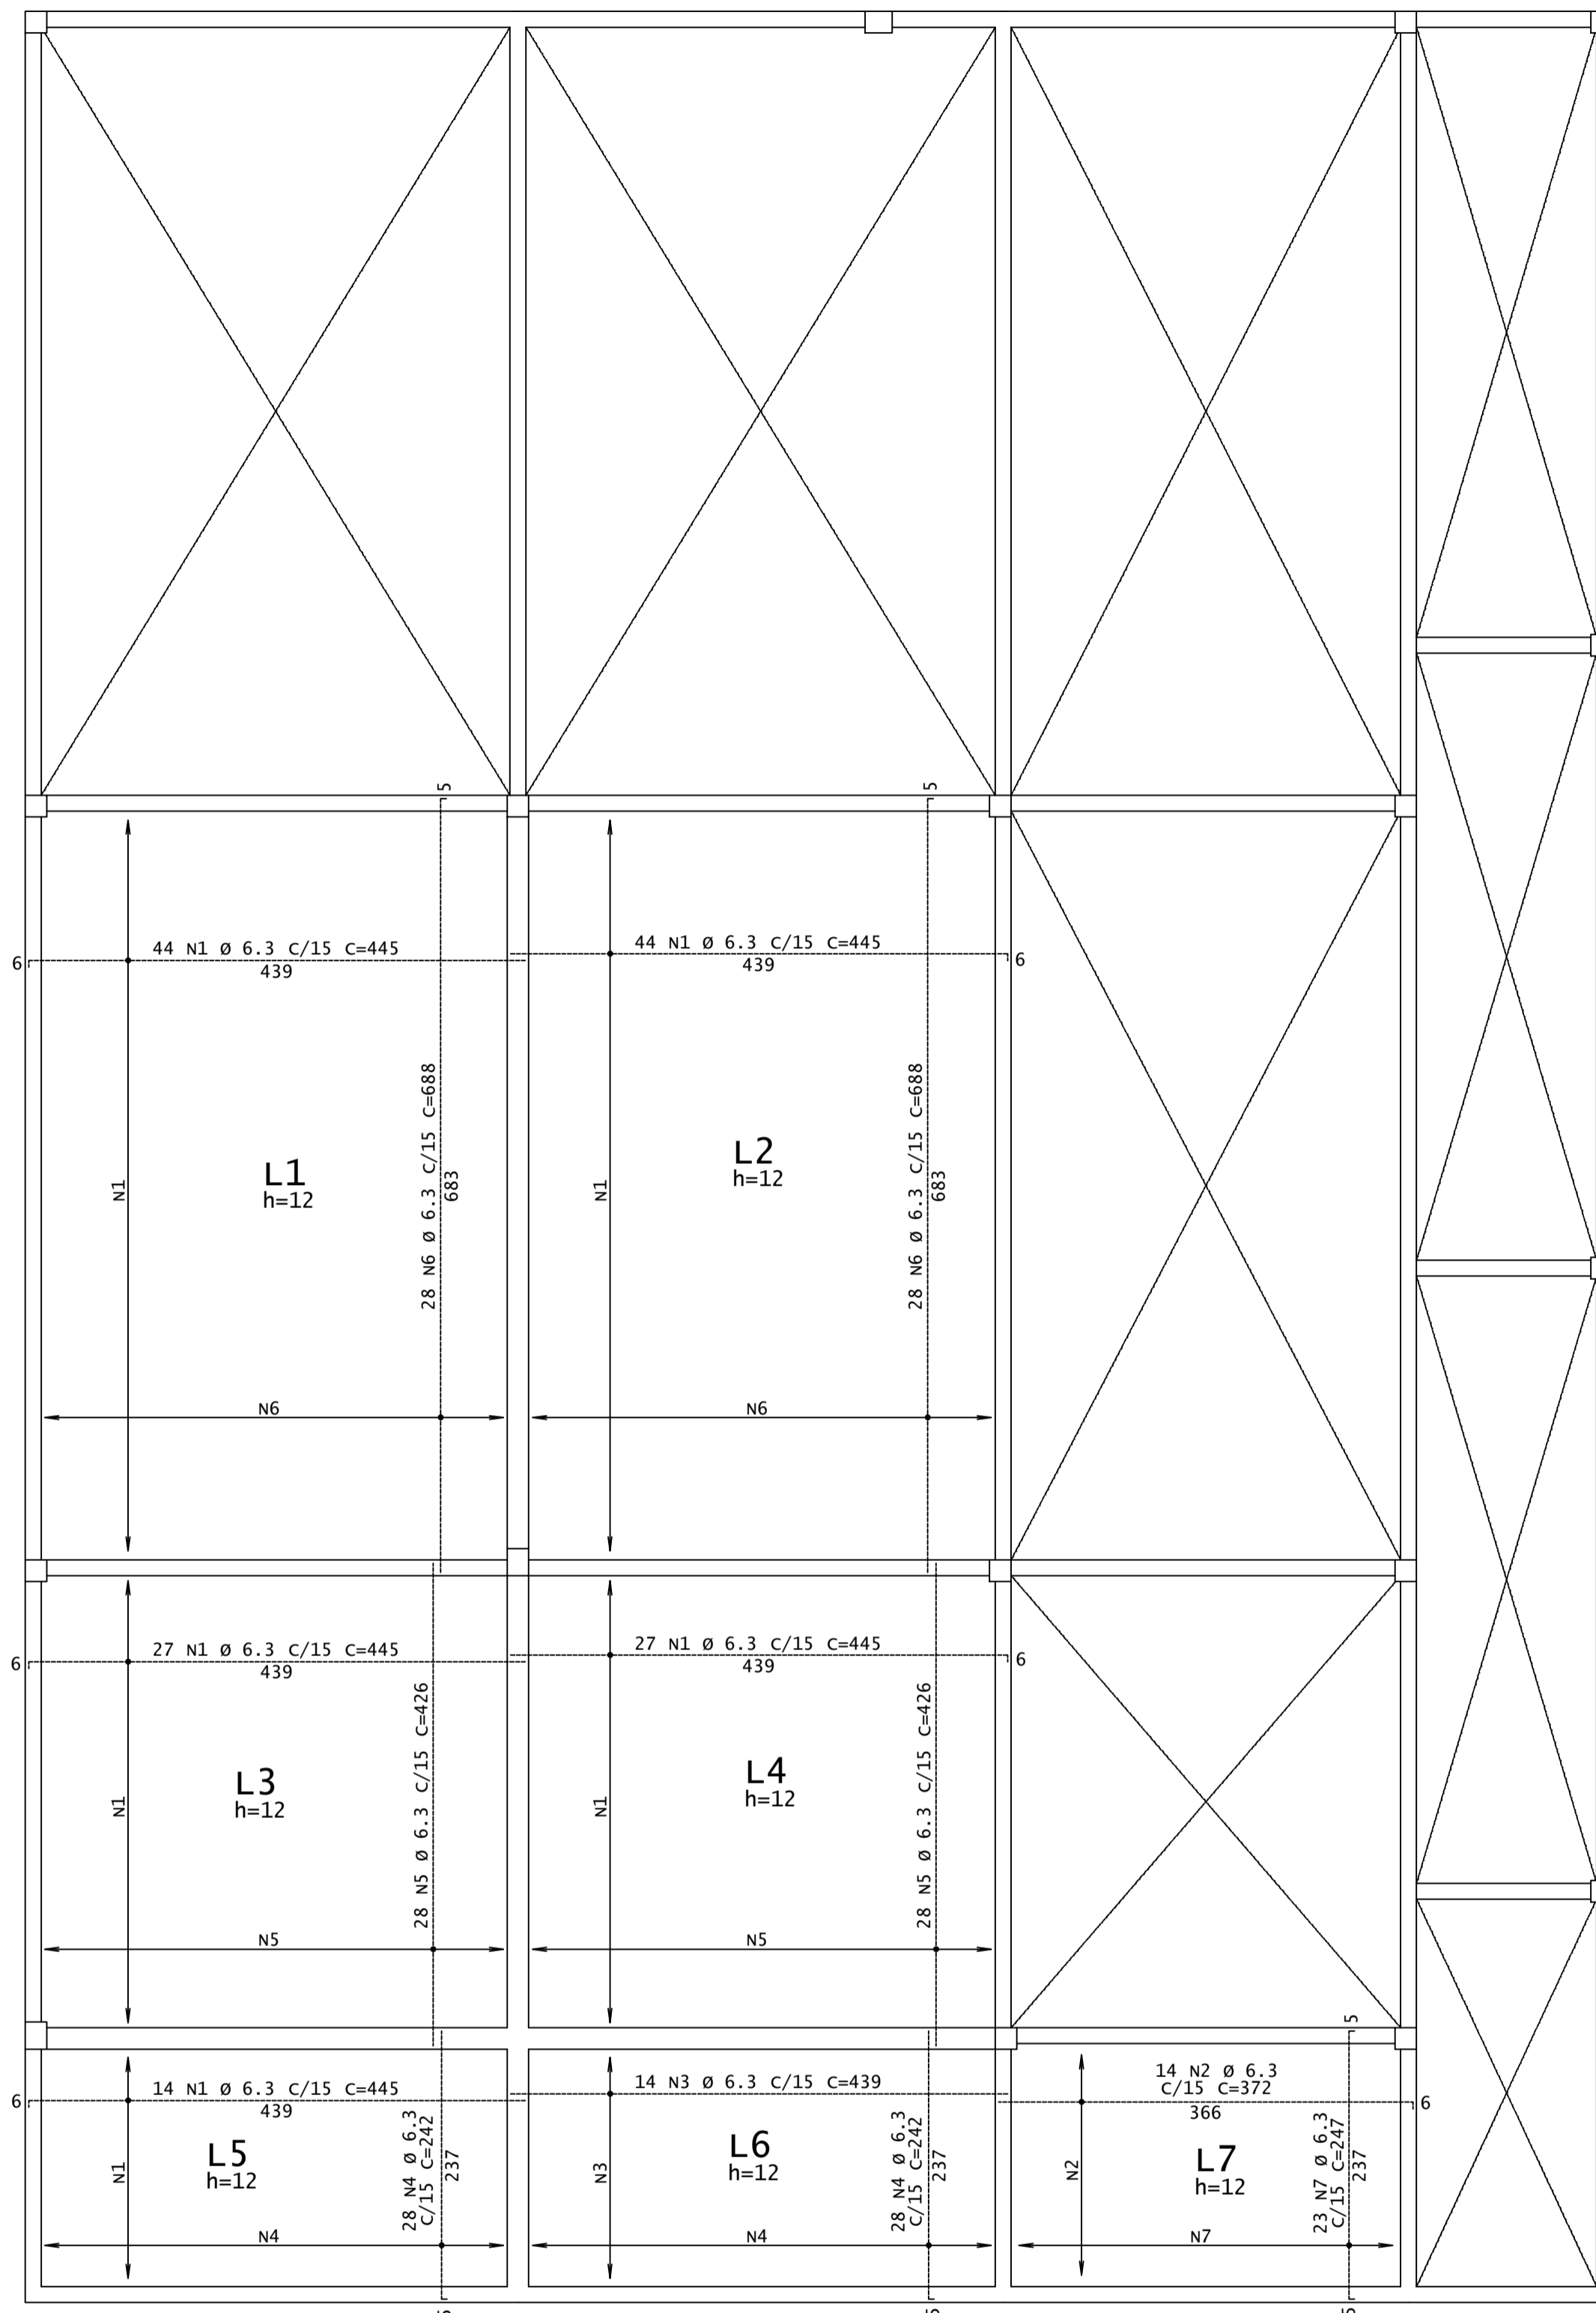 5
5
44 N1 Ø 6.3 C/15 C=445
439
6
44 N1 Ø 6.3 C/15 C=445
439
6
28 N6 Ø 6.3 C/15 C=688
683
28 N6 Ø 6.3 C/15 C=688
683
N1
L1
h=12
N1
L2
h=12
N6
N6
27 N1 Ø 6.3 C/15 C=445
439
6
27 N1 Ø 6.3 C/15 C=445
439
6
28 N5 Ø 6.3 C/15 C=426
28 N5 Ø 6.3 C/15 C=426
N1
L3
h=12
N1
L4
h=12
N5
N5
5
14 N1 Ø 6.3 C/15 C=445
439
6
14 N3 Ø 6.3 C/15 C=439
14 N2 Ø 6.3
C/15 C=372
366
6
28 N4 Ø 6.3
C/15 C=242
237
28 N4 Ø 6.3
C/15 C=242
237
23 N7 Ø 6.3
C/15 C=247
237
N1
L5
h=12
N3
L6
h=12
N2
L7
h=12
N4
N4
N7